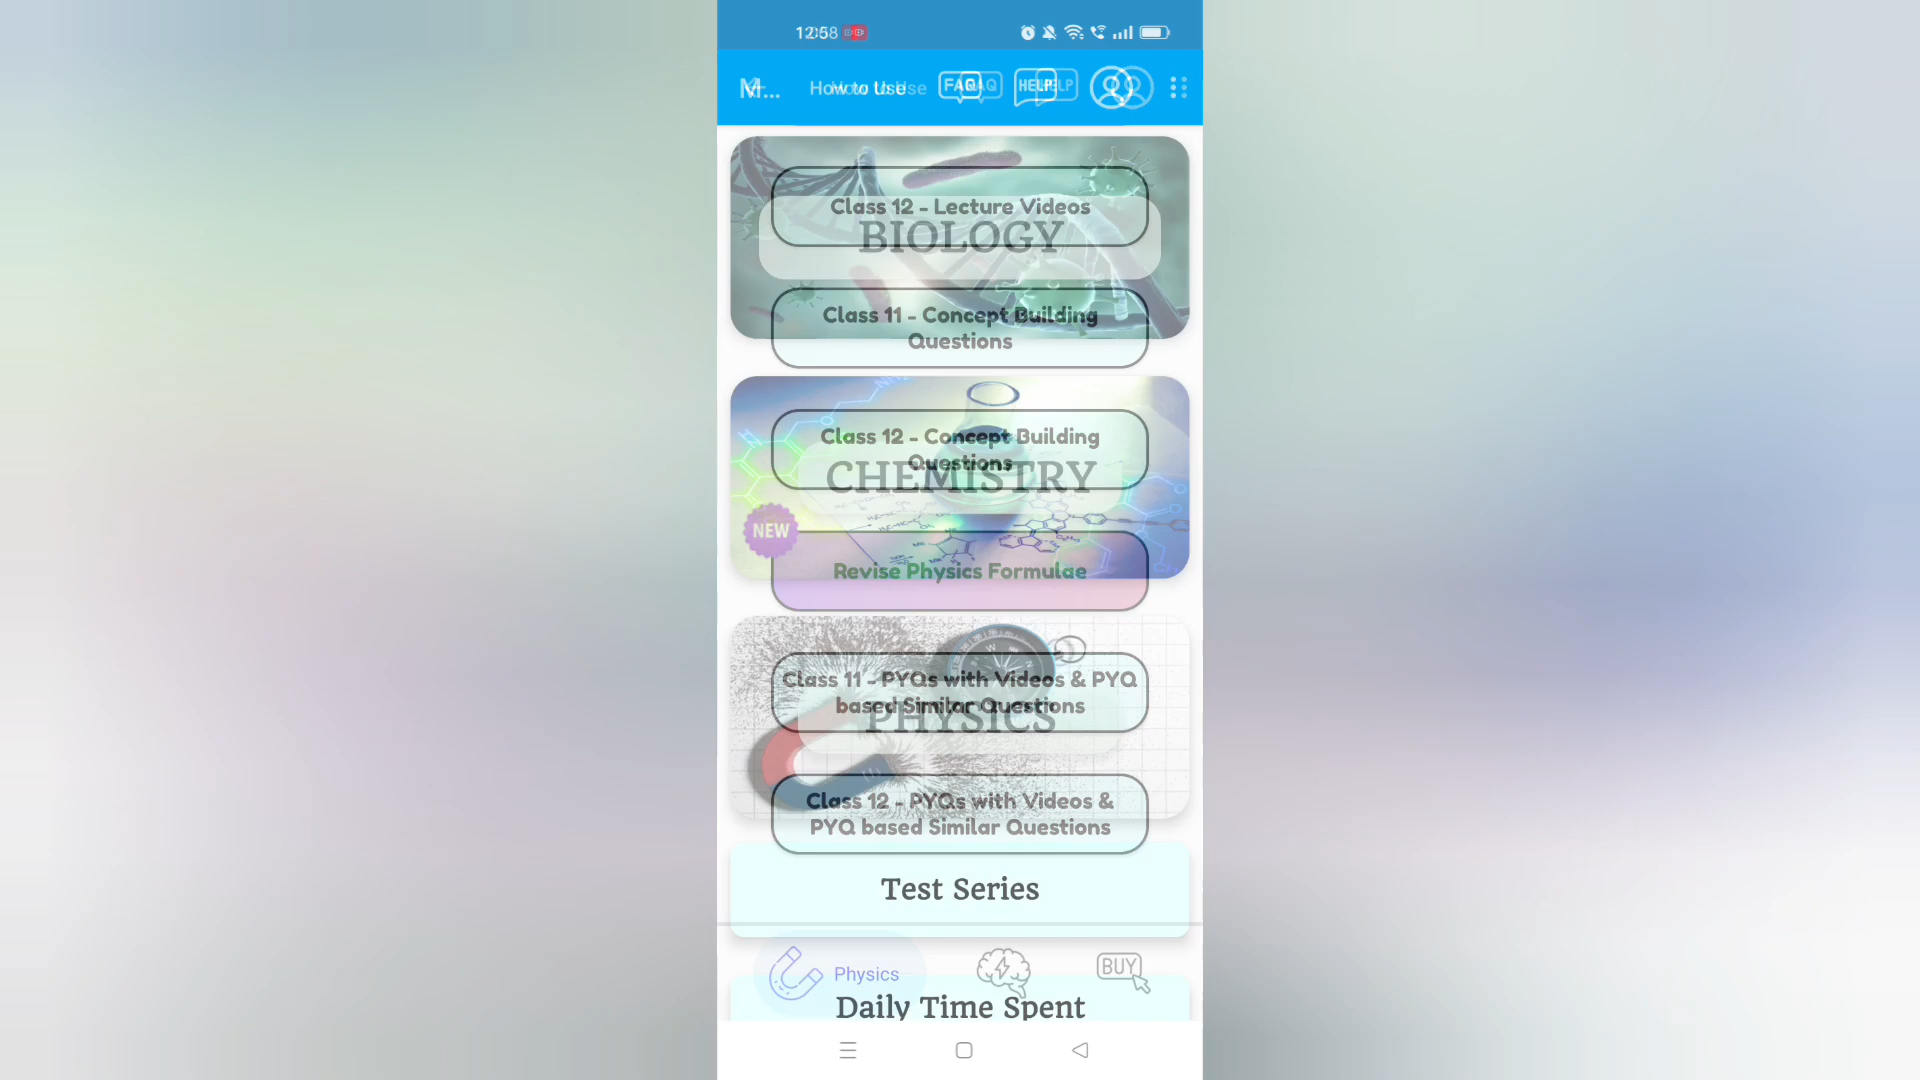 M...
How to Use
FAQ
HELP
Class 12 - Lecture Videos
BIOLOGY
Class 11 - Concept Building
Questions
Class 12 - Concept Building
Questions
CHEMISTRY
NEW
Revise Physics Formulae
Class 11 - PYQs with Videos & PYQ
based Similar Questions
PHYSICS
Class 12 - PYQs with Videos &
PYQ based Similar Questions
Test Series
Physics
BUY
Daily Time Spent